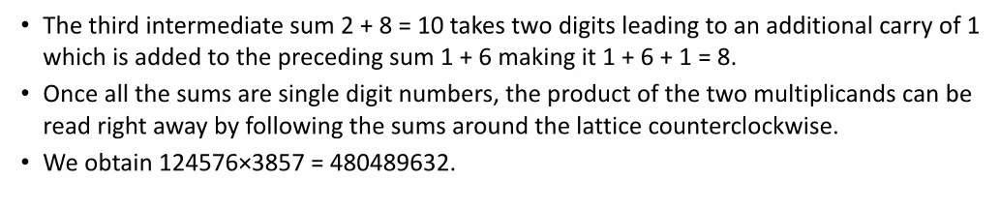 • The third intermediate sum 2 + 8 = 10 takes two digits leading to an additional carry of 1
which is added to the preceding sum 1 + 6 making it 1 + 6 + 1 = 8.
• Once all the sums are single digit numbers, the product of the two multiplicands can be
read right away by following the sums around the lattice counterclockwise.
• We obtain 124576×3857 = 480489632.